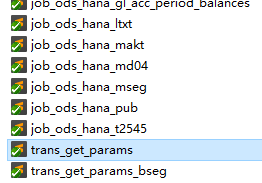 job_ods_hana_gl_acc_period_balances
job_ods_hana_ltxt
job_ods_hana_makt
job_ods_hana_md04
job_ods_hana_mseg
job_ods_hana_pub
job_ods_hana_t2545
trans_get_params
trans_get_params_bseg